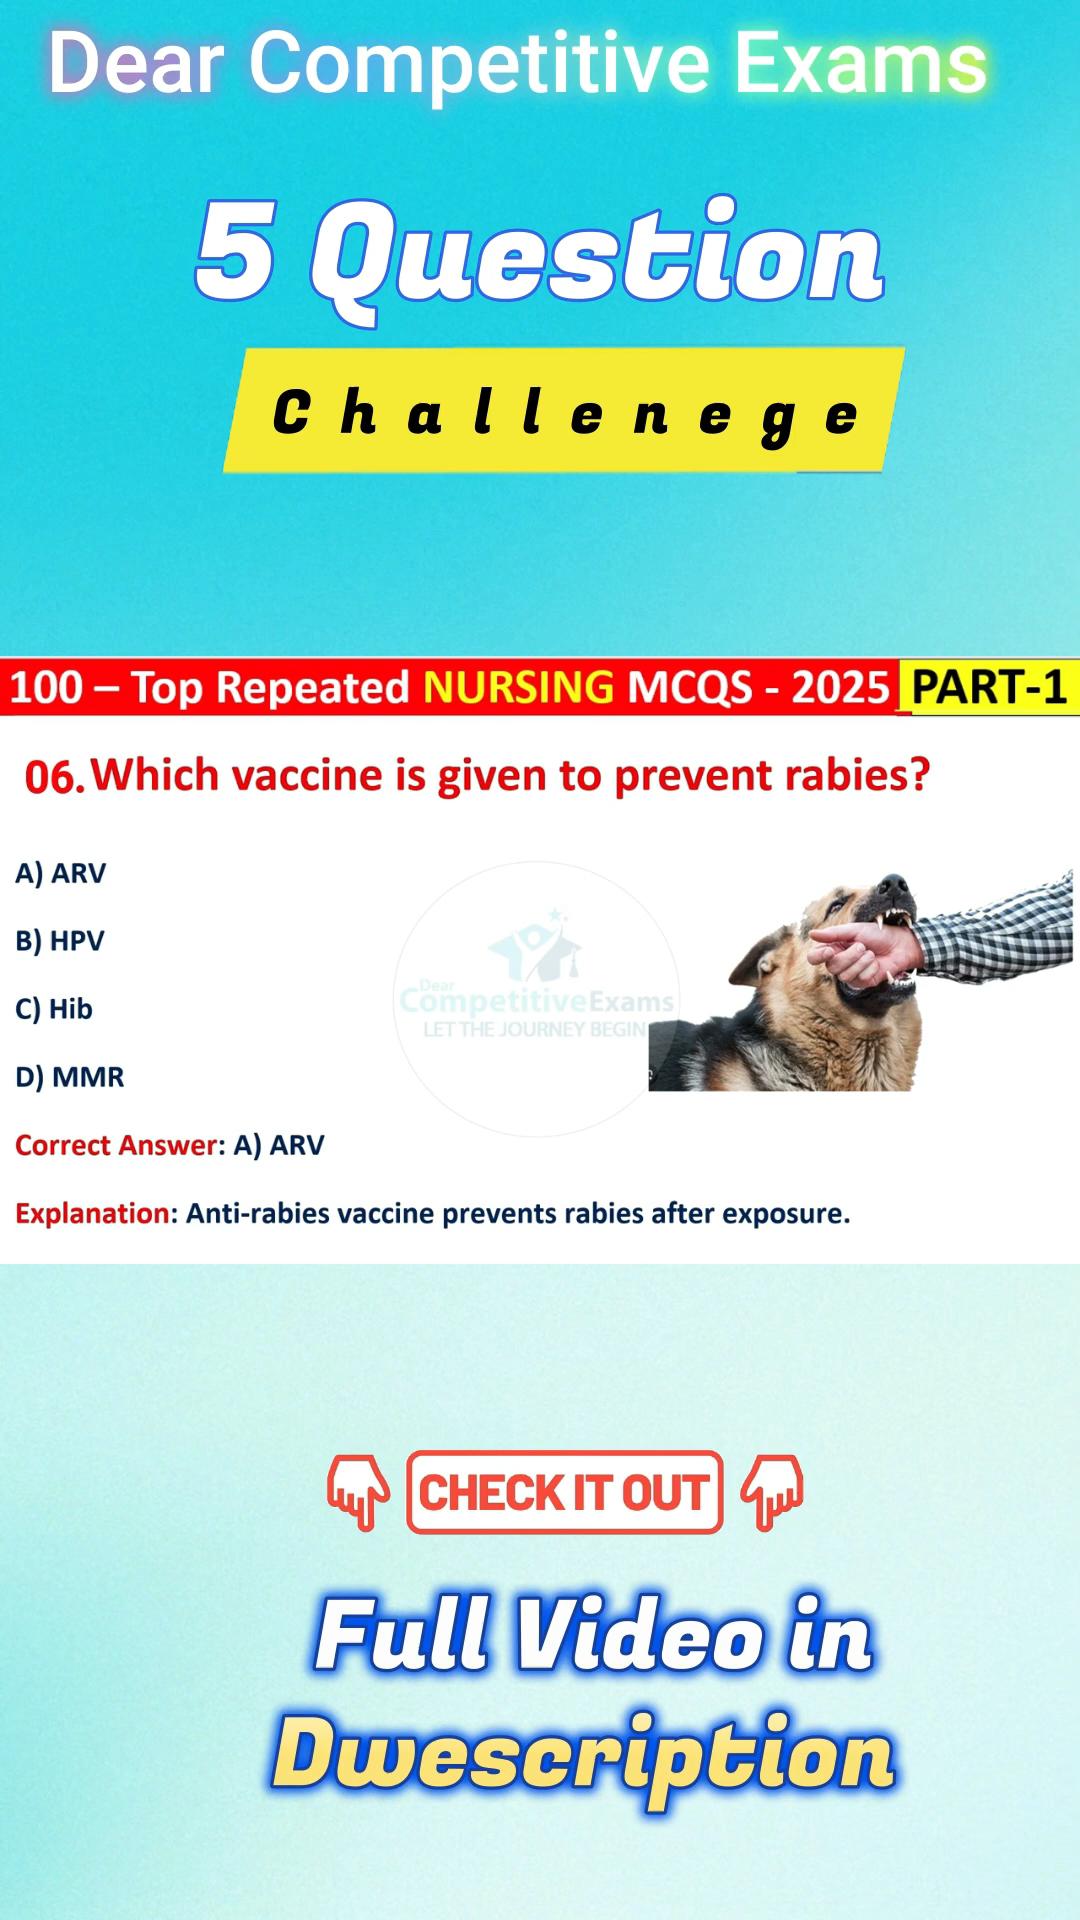 Dear Competitive Exams
5 Question
Challenege
100 – Top Repeated NURSING MCQS - 2025 PART-1
06. Which vaccine is given to prevent rabies?
A) ARV
B) HPV
C) Hib
D) MMR
Dear
CompetitiveExams
LET THE JOURNEY BEGIN
Correct Answer: A) ARV
Explanation: Anti-rabies vaccine prevents rabies after exposure.
CHECK IT OUT
Full Video in
Dwescription